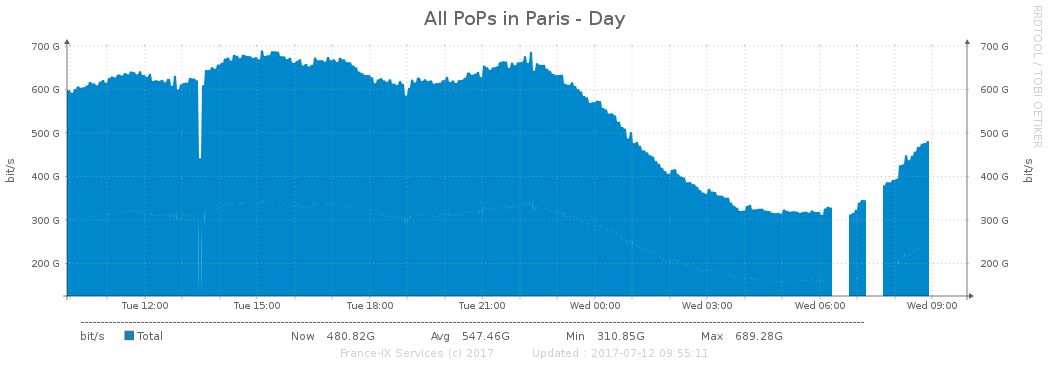 All PoPs in Paris - Day
RRDTOOL / TOBI OETIKER
700 G 700 G
600 G 600 G
500 G 500 G
400 G 400 G
300 G 300 G
200 G 200 G
bit/s bit/s
Tue 12:00 Tue 15:00 Tue 18:00 Tue 21:00 Wed 00:00 Wed 03:00 Wed 06:00 Wed 09:00
bit/s Total Now 480.82G Avg 547.46G Min 310.85G Max 689.28G
France-IX Services (c) 2017 Updated : 2017-07-12 09:55:11